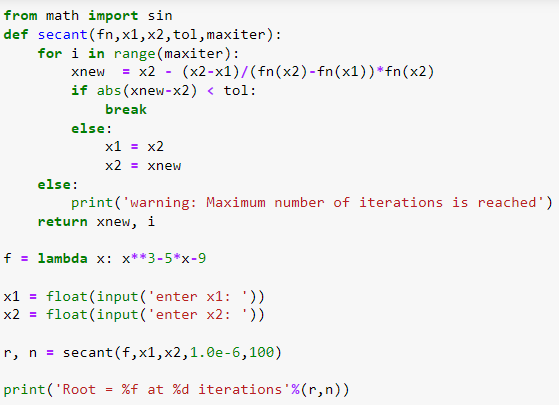 from math import sin
def secant(fn,x1,x2,tol,maxiter):
    for i in range(maxiter):
        xnew  = x2 - (x2-x1)/(fn(x2)-fn(x1))*fn(x2)
        if abs(xnew-x2) < tol:
            break
        else:
            x1 = x2
            x2 = xnew
    else:
        print('warning: Maximum number of iterations is reached')
    return xnew, i
f = lambda x: x**3-5*x-9
x1 = float(input('enter x1: '))
x2 = float(input('enter x2: '))
r, n = secant(f,x1,x2,1.0e-6,100)
print('Root = %f at %d iterations'%(r,n))